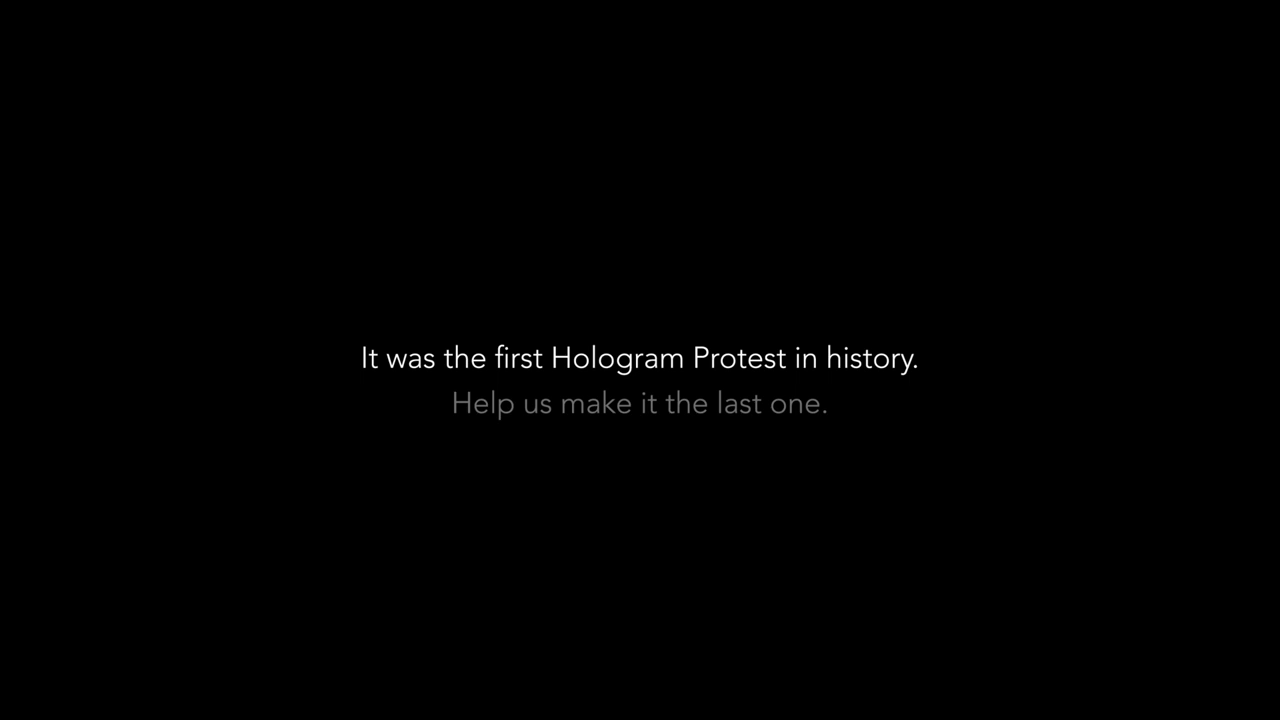 It was the first Hologram Protest in history.
Help us make it the last one.